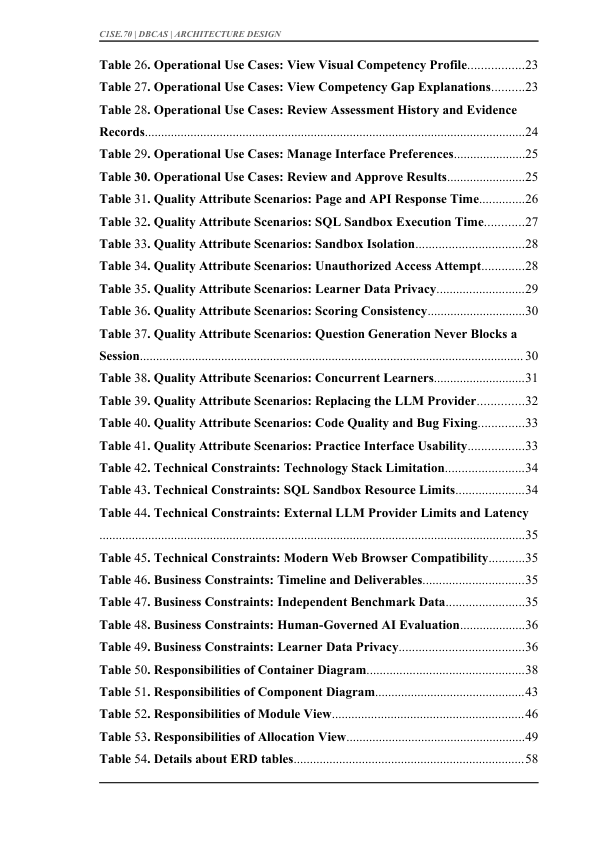 C1SE.70 | DBCAS | ARCHITECTURE DESIGN
Table 26. Operational Use Cases: View Visual Competency Profile.................23
Table 27. Operational Use Cases: View Competency Gap Explanations..........23
Table 28. Operational Use Cases: Review Assessment History and Evidence
Records....................................................................................................................24
Table 29. Operational Use Cases: Manage Interface Preferences......................25
Table 30. Operational Use Cases: Review and Approve Results........................25
Table 31. Quality Attribute Scenarios: Page and API Response Time..............26
Table 32. Quality Attribute Scenarios: SQL Sandbox Execution Time............27
Table 33. Quality Attribute Scenarios: Sandbox Isolation.................................28
Table 34. Quality Attribute Scenarios: Unauthorized Access Attempt.............28
Table 35. Quality Attribute Scenarios: Learner Data Privacy...........................29
Table 36. Quality Attribute Scenarios: Scoring Consistency..............................30
Table 37. Quality Attribute Scenarios: Question Generation Never Blocks a
Session.....................................................................................................................30
Table 38. Quality Attribute Scenarios: Concurrent Learners............................31
Table 39. Quality Attribute Scenarios: Replacing the LLM Provider..............32
Table 40. Quality Attribute Scenarios: Code Quality and Bug Fixing..............33
Table 41. Quality Attribute Scenarios: Practice Interface Usability.................33
Table 42. Technical Constraints: Technology Stack Limitation........................34
Table 43. Technical Constraints: SQL Sandbox Resource Limits.....................34
Table 44. Technical Constraints: External LLM Provider Limits and Latency
..................................................................................................................................35
Table 45. Technical Constraints: Modern Web Browser Compatibility...........35
Table 46. Business Constraints: Timeline and Deliverables...............................35
Table 47. Business Constraints: Independent Benchmark Data........................35
Table 48. Business Constraints: Human-Governed AI Evaluation....................36
Table 49. Business Constraints: Learner Data Privacy......................................36
Table 50. Responsibilities of Container Diagram................................................38
Table 51. Responsibilities of Component Diagram.............................................43
Table 52. Responsibilities of Module View..........................................................46
Table 53. Responsibilities of Allocation View......................................................49
Table 54. Details about ERD tables......................................................................58